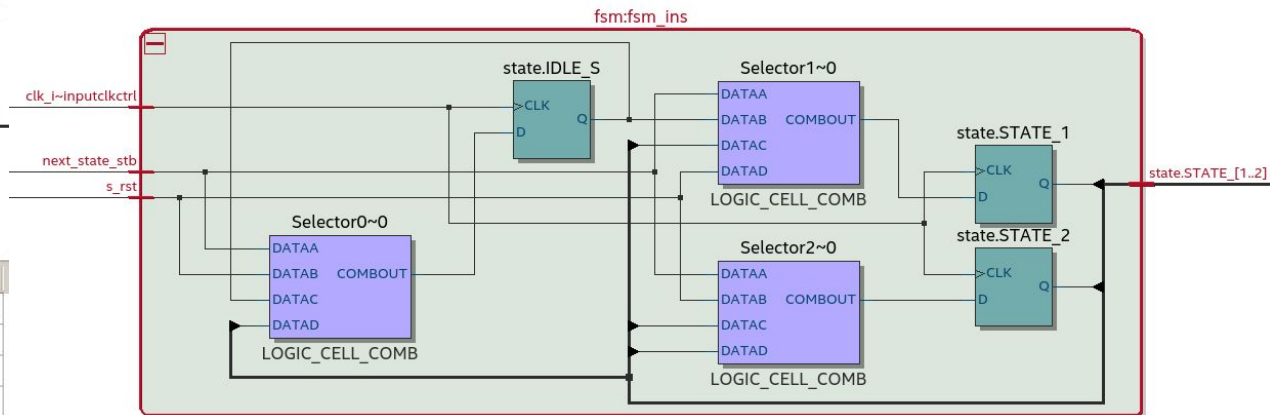 fsm:fsm_ins
clk_i~inputclkctrl
next_state_stb
s_rst
state.IDLE_S
CLK
D
Q
Selector0~0
DATAA
DATAB
DATAC
DATAD
COMBOUT
LOGIC_CELL_COMB
Selector1~0
DATAA
DATAB
DATAC
DATAD
COMBOUT
LOGIC_CELL_COMB
Selector2~0
DATAA
DATAB
DATAC
DATAD
COMBOUT
LOGIC_CELL_COMB
state.STATE_1
CLK
D
Q
state.STATE_2
CLK
D
Q
state.STATE_[1..2]